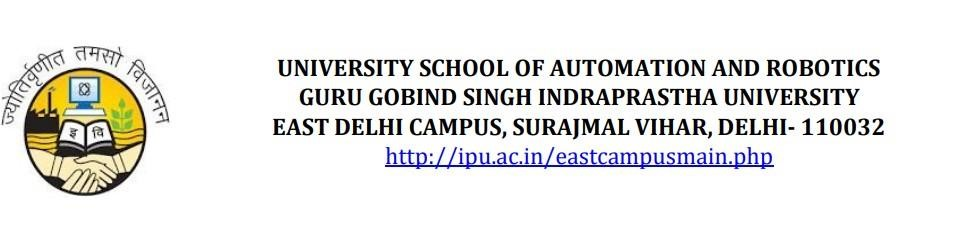 ज्योतिर्वृणीत तमसो विजानन
इ वि
UNIVERSITY SCHOOL OF AUTOMATION AND ROBOTICS
GURU GOBIND SINGH INDRAPRASTHA UNIVERSITY
EAST DELHI CAMPUS, SURAJMAL VIHAR, DELHI- 110032
http://ipu.ac.in/eastcampusmain.php